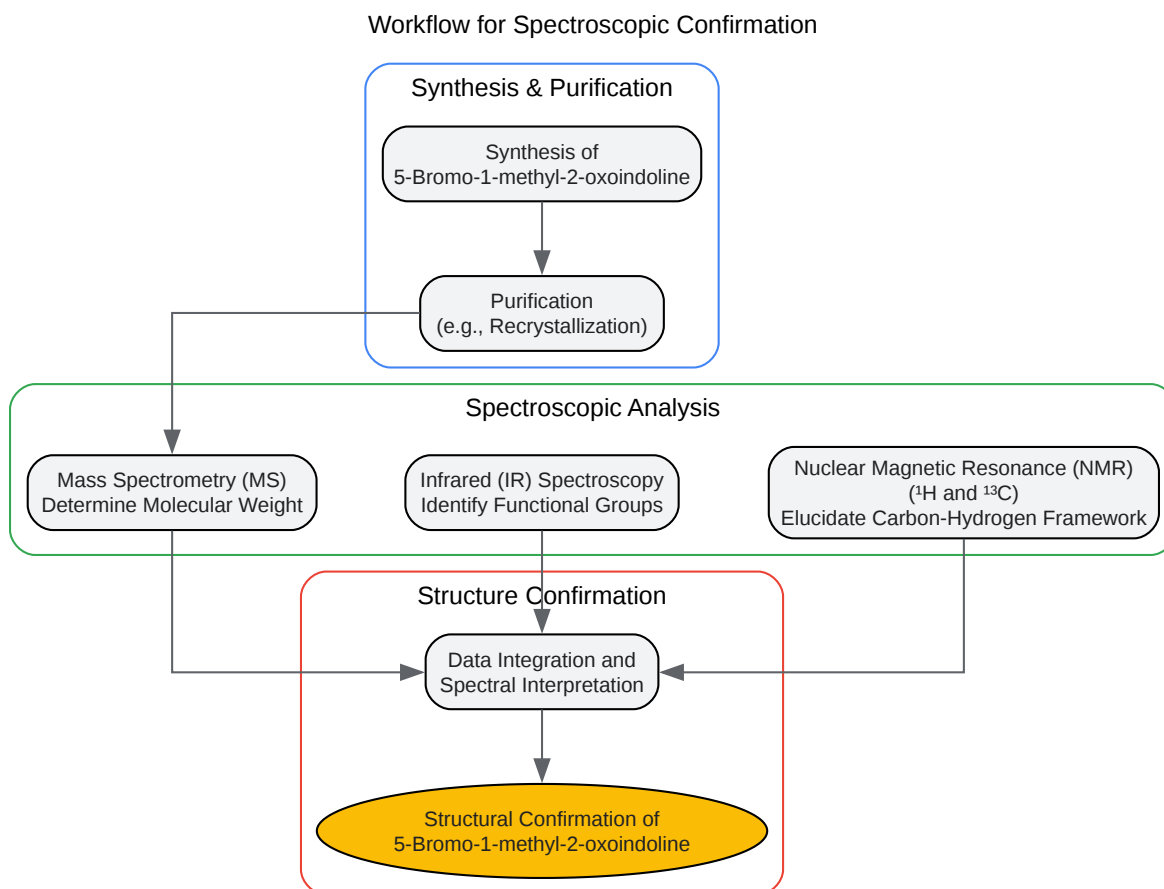 Workflow for Spectroscopic Confirmation
Synthesis & Purification
Synthesis of
5-Bromo-1-methyl-2-oxoindoline
Purification
(e.g., Recrystallization)
Spectroscopic Analysis
Mass Spectrometry (MS)
Determine Molecular Weight
Infrared (IR) Spectroscopy
Identify Functional Groups
Nuclear Magnetic Resonance (NMR)
(¹H and ¹³C)
Elucidate Carbon-Hydrogen Framework
Structure Confirmation
Data Integration and
Spectral Interpretation
Structural Confirmation of
5-Bromo-1-methyl-2-oxoindoline